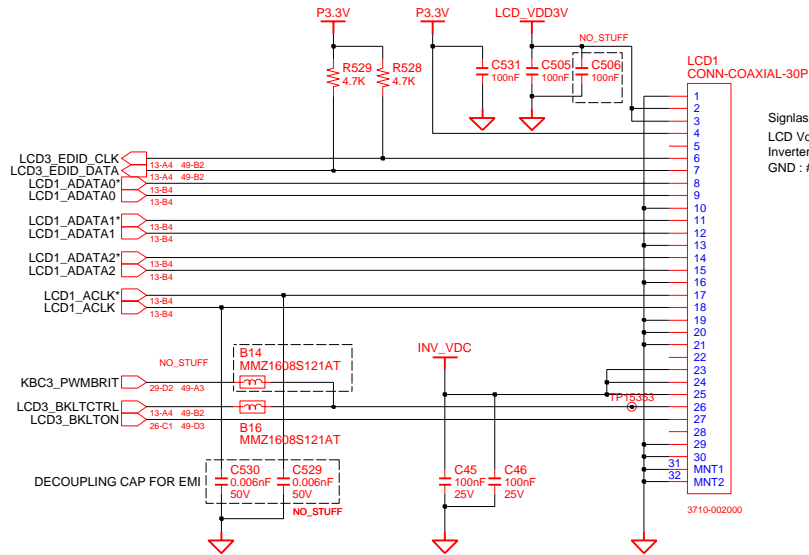 P3.3V
P3.3V
LCD_VDD3V
NO_STUFF
R529
4.7K
R528
4.7K
C531
100nF
C505
100nF
C506
100nF
LCD1
CONN-COAXIAL-30P
Signlas
LCD Vo
Inverter
GND : #
LCD3_EDID_CLK
13-A4 49-B2
LCD3_EDID_DATA
13-A4 49-B2
LCD1_ADATA0*
13-B4
LCD1_ADATA0
13-B4
LCD1_ADATA1*
13-B4
LCD1_ADATA1
13-B4
LCD1_ADATA2*
13-B4
LCD1_ADATA2
13-B4
LCD1_ACLK*
13-B4
LCD1_ACLK
13-B4
1
2
3
4
5
6
7
8
9
10
11
12
13
14
15
16
17
18
19
20
21
22
23
24
25
26
27
28
29
30
31 MNT1
32 MNT2
3710-002000
NO_STUFF
B14
MMZ1608S121AT
INV_VDC
KBC3_PWMBRIT
29-D2 49-A3
LCD3_BKLTCTRL
13-A4 49-B2
LCD3_BKLTON
26-C1 49-D3
TP15353
B16
MMZ1608S121AT
DECOUPLING CAP FOR EMI
C530
0.006nF
50V
C529
0.006nF
50V
NO_STUFF
C45
100nF
25V
C46
100nF
25V